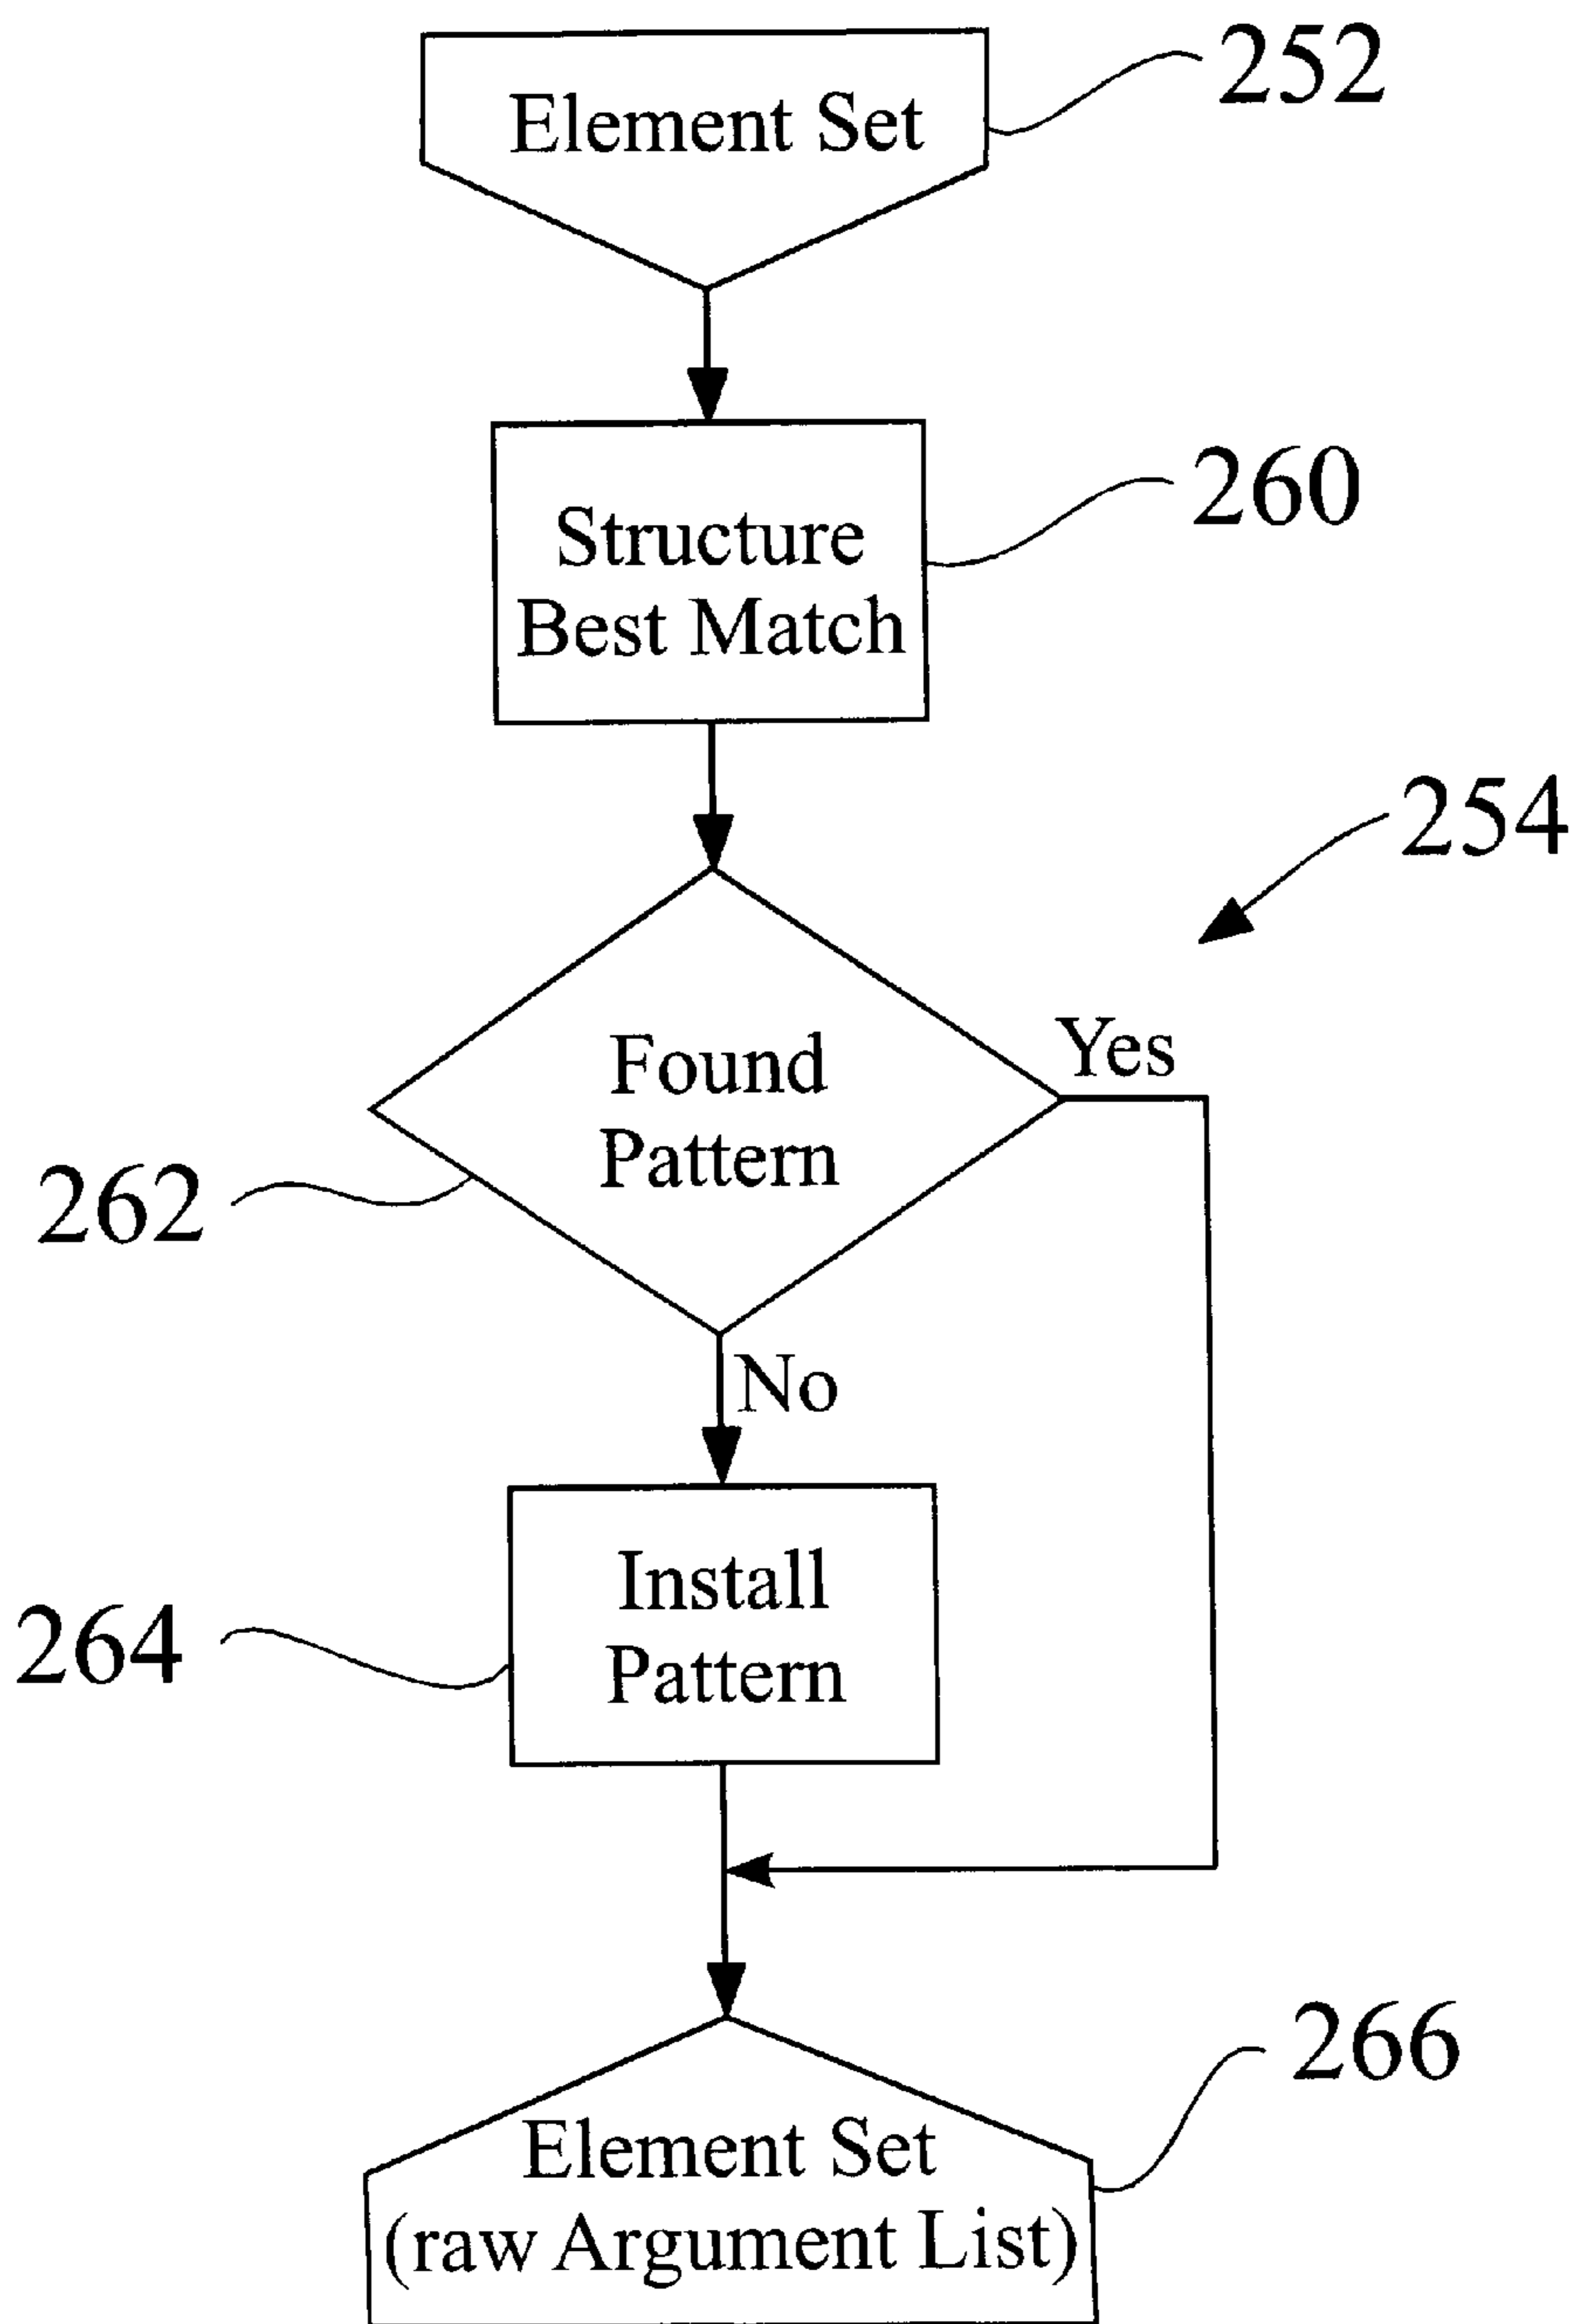 Element Set
252
Structure
Best Match
260
254
Found
Pattern
Yes
262
No
Install
Pattern
264
Element Set
(raw Argument List)
266